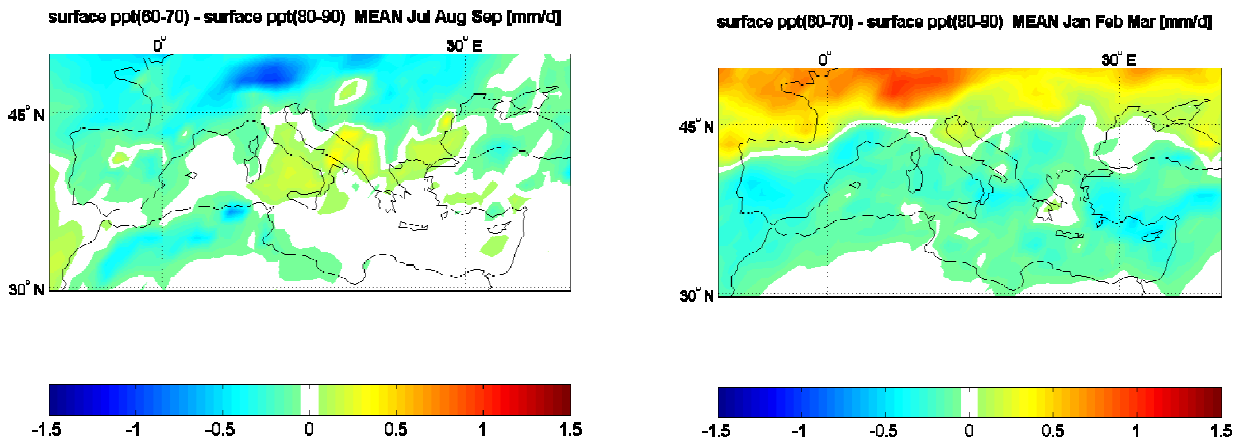 surface ppt(60-70) - surface ppt(80-90)  MEAN Jul Aug Sep [mm/d]
0° 30° E
45° N
30° N
-1.5 -1 -0.5 0 0.5 1 1.5
surface ppt(60-70) - surface ppt(80-90)  MEAN Jan Feb Mar [mm/d]
0° 30° E
45° N
30° N
-1.5 -1 -0.5 0 0.5 1 1.5